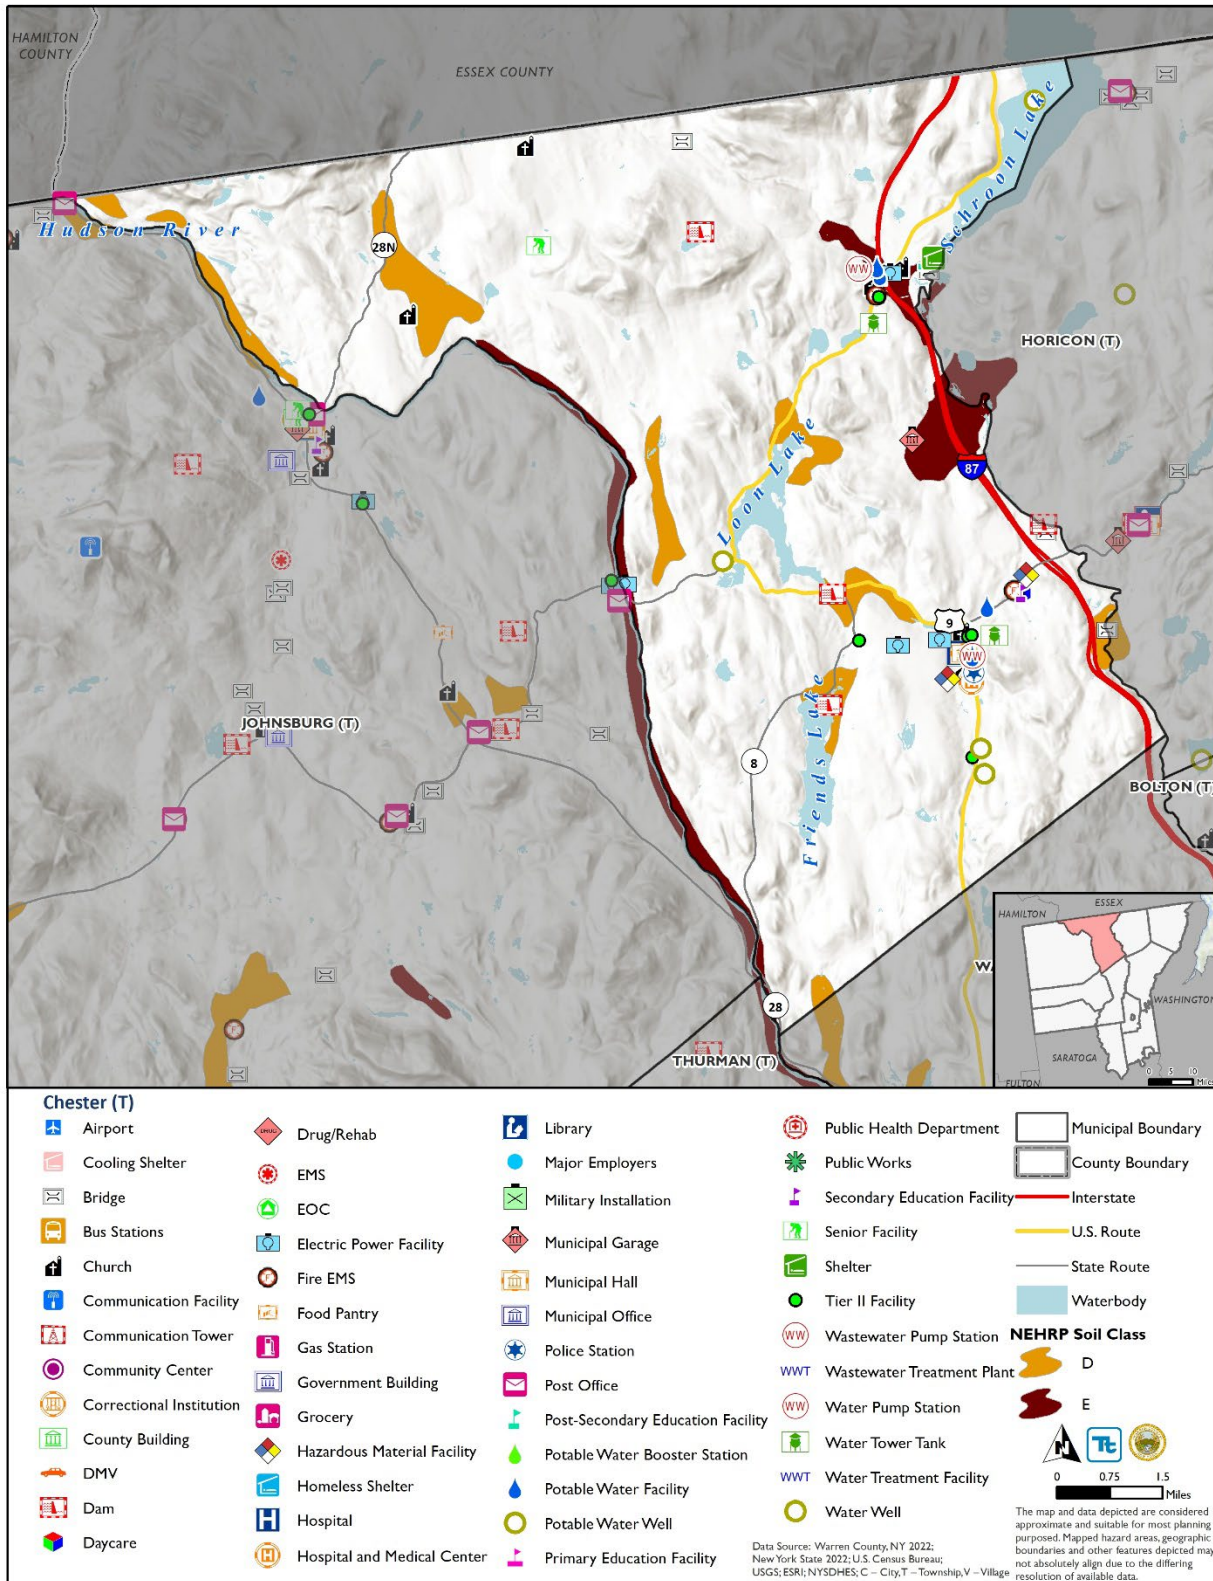 HAMILTON
COUNTY
ESSEX COUNTY
Schroon Lake
Hudson River
28N
HORICON (T)
Loon Lake
87
9
JOHNSBURG (T)
Friends Lake
8
BOLTON (T)
WA
28
THURMAN (T)
ESSEX
HAMILTON
WASHINGTON
SARATOGA
FULTON
0 5 10
Miles
Chester (T)
Airport
Cooling Shelter
Bridge
Bus Stations
Church
Communication Facility
Communication Tower
Community Center
Correctional Institution
County Building
DMV
Dam
Daycare
Drug/Rehab
EMS
EOC
Electric Power Facility
Fire EMS
Food Pantry
Gas Station
Government Building
Grocery
Hazardous Material Facility
Homeless Shelter
Hospital
Hospital and Medical Center
Library
Major Employers
Military Installation
Municipal Garage
Municipal Hall
Municipal Office
Police Station
Post Office
Post-Secondary Education Facility
Potable Water Booster Station
Potable Water Facility
Potable Water Well
Primary Education Facility
Public Health Department
Public Works
Secondary Education Facility
Senior Facility
Shelter
Tier II Facility
WW Wastewater Pump Station
WWT Wastewater Treatment Plant
WW Water Pump Station
Water Tower Tank
WWT Water Treatment Facility
Water Well
Municipal Boundary
County Boundary
Interstate
U.S. Route
State Route
Waterbody
NEHRP Soil Class
D
E
N
Tt
0 0.75 1.5
Miles
Data Source: Warren County, NY 2022;
New York State 2022; U.S. Census Bureau;
USGS; ESRI; NYSDHES; C – City, T – Township, V – Village
The map and data depicted are considered
approximate and suitable for most planning
purposed. Mapped hazard areas, geographic
boundaries and other features depicted may
not absolutely align due to the differing
resolution of available data.